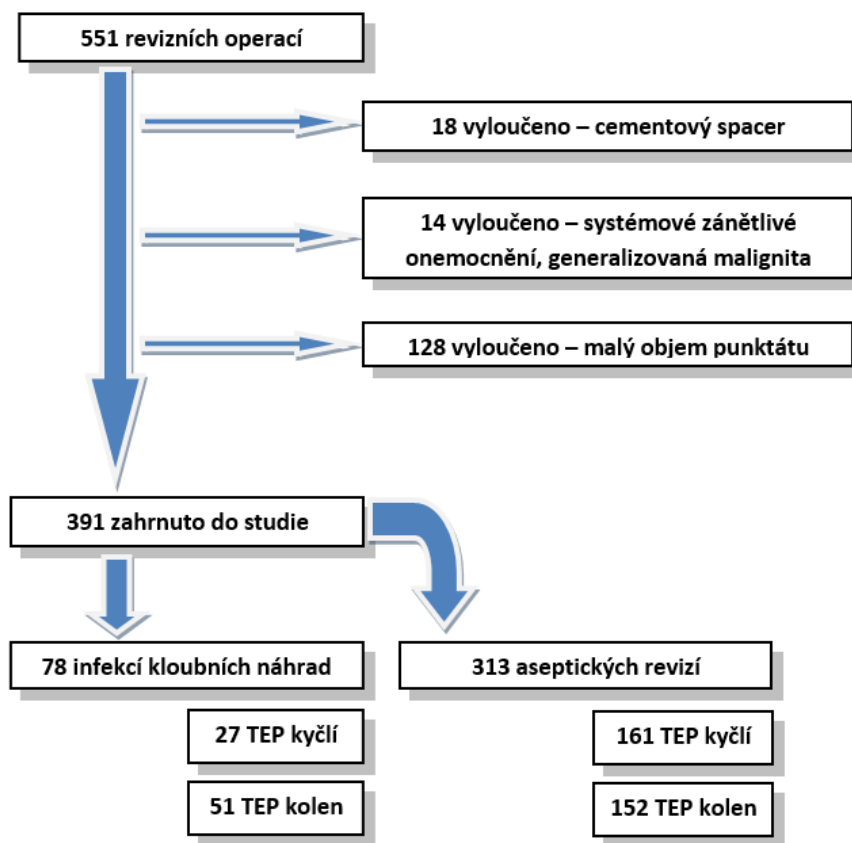 551 revizních operací
18 vyloučeno – cementový spacer
14 vyloučeno – systémové zánětlivé
onemocnění, generalizovaná malignita
128 vyloučeno – malý objem punktátu
391 zahrnuto do studie
78 infekcí kloubních náhrad
313 aseptických revizí
27 TEP kyčlí
161 TEP kyčlí
51 TEP kolen
152 TEP kolen